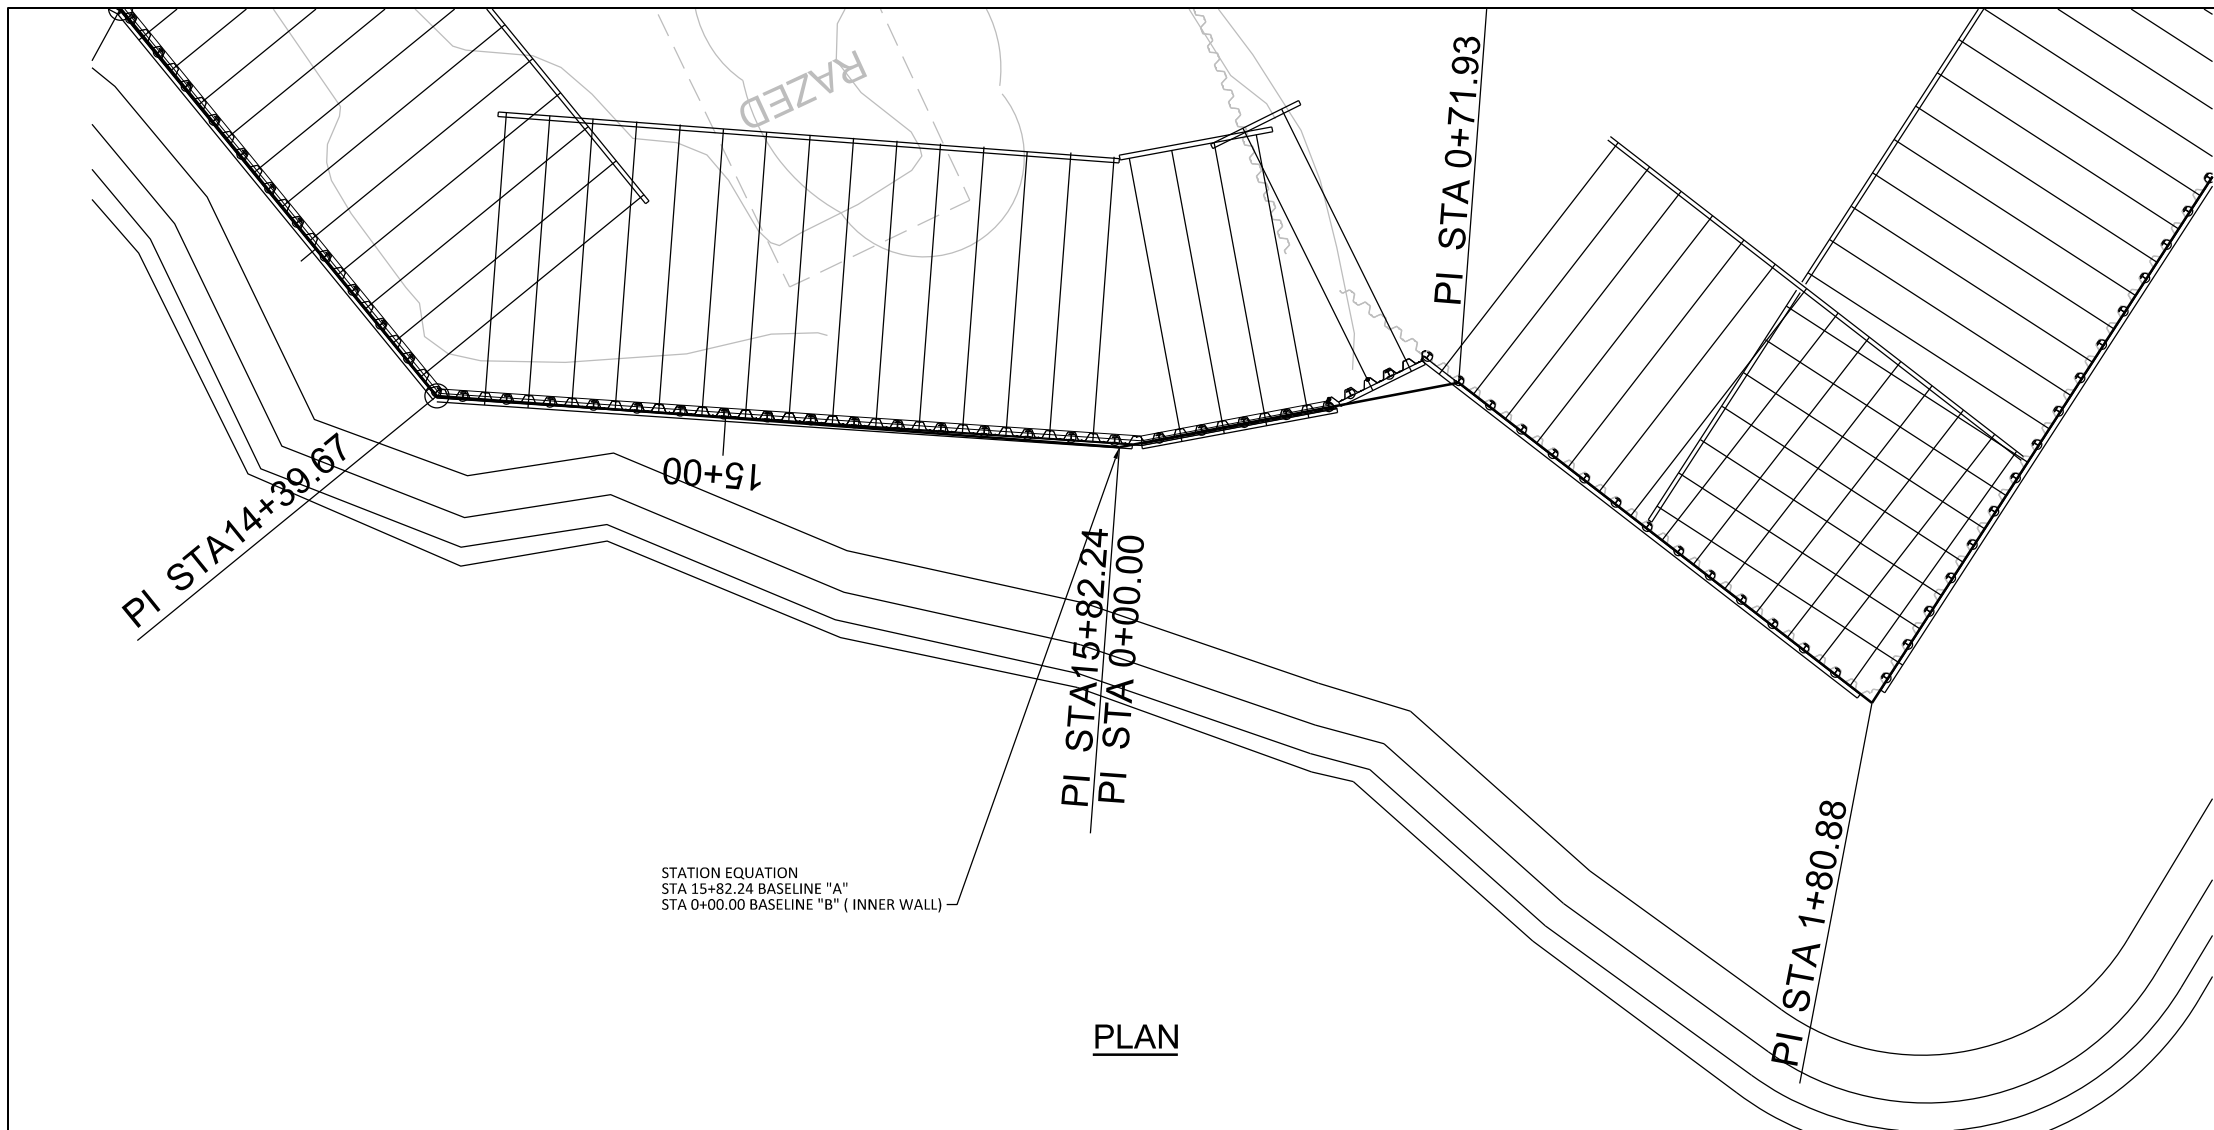 RAZED
PI STA 0+71.93
PI STA14+39.67
15+00
PI STA15+82.24
PI STA 0+00.00
STATION EQUATION
STA 15+82.24 BASELINE "A"
STA 0+00.00 BASELINE "B" ( INNER WALL)
PI STA 1+80.88
PLAN